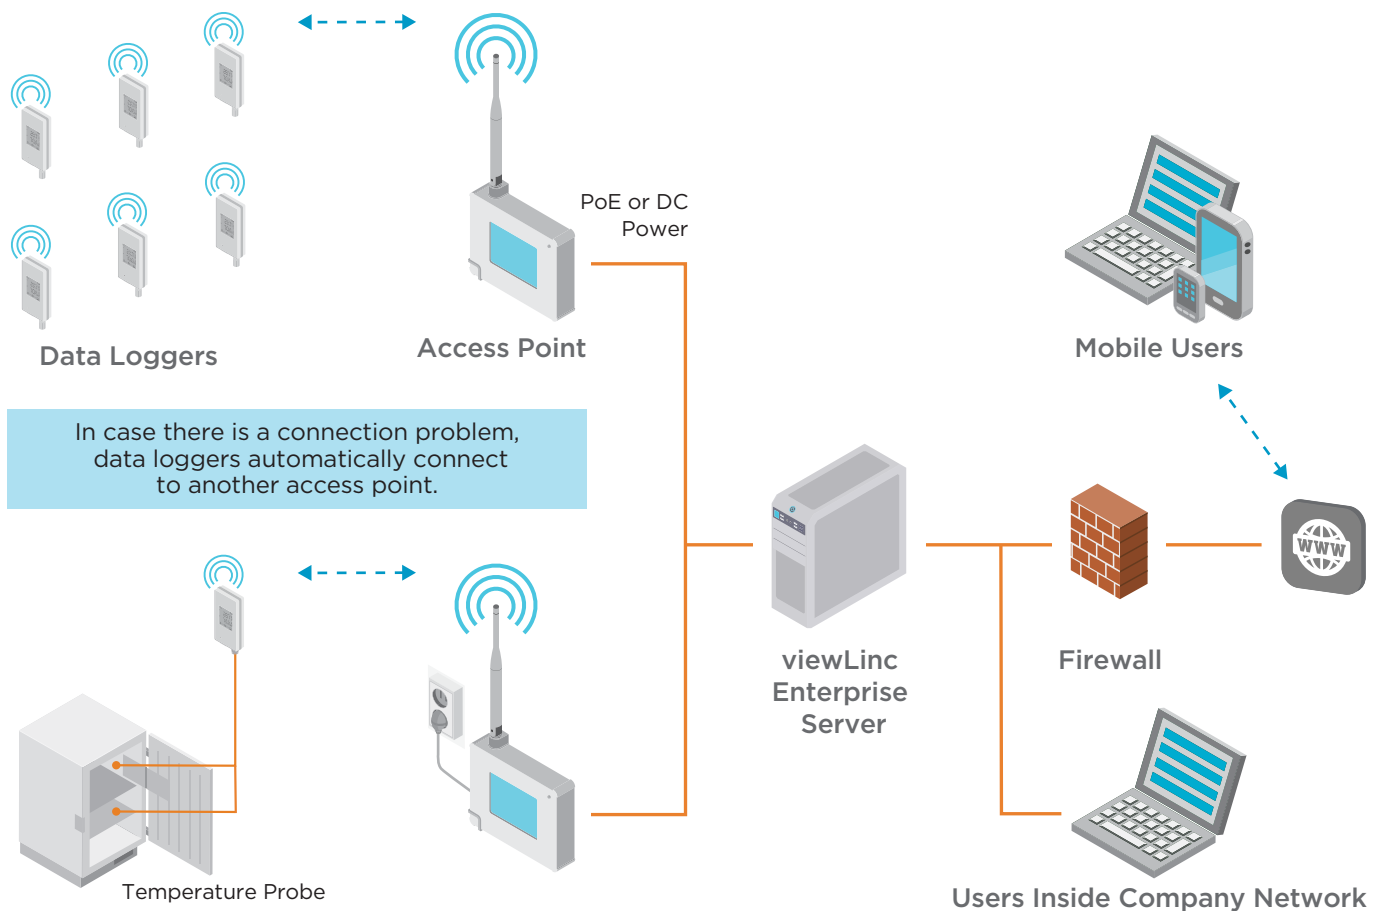 PoE or DC
Power
Data Loggers
Access Point
Mobile Users
In case there is a connection problem,
data loggers automatically connect
to another access point.
WWW
viewLinc
Enterprise
Server
Firewall
Temperature Probe
Users Inside Company Network